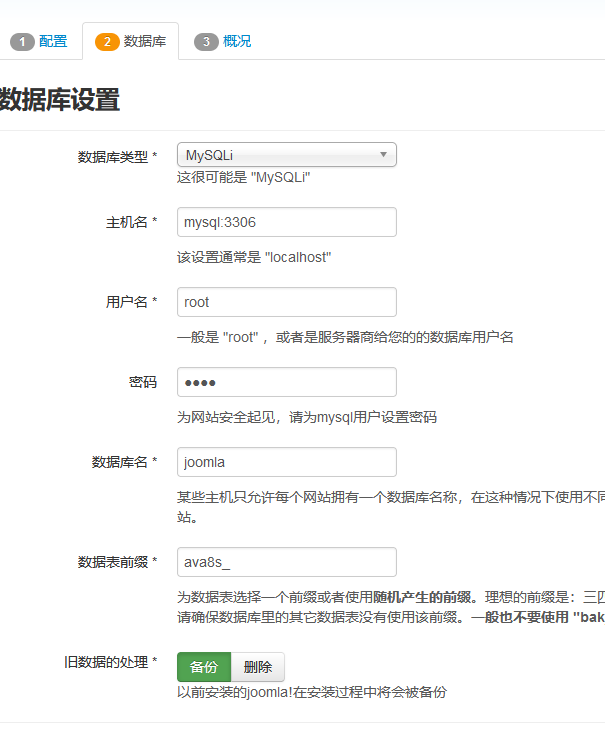 1 配置 2 数据库 3 概况
数据库设置
数据库类型 * MySQLi
这很可能是 "MySQLi"
主机名 * mysql:3306
该设置通常是 "localhost"
用户名 * root
一般是 "root" ，或者是服务器商给您的的数据库用户名
密码 ●●●●
为网站安全起见，请为mysql用户设置密码
数据库名 * joomla
某些主机只允许每个网站拥有一个数据库名称，在这种情况下使用不同
站。
数据表前缀 * ava8s_
为数据表选择一个前缀或者使用随机产生的前缀。理想的前缀是：三四
请确保数据库里的其它数据表没有使用该前缀。一般也不要使用 "bak
旧数据的处理 * 备份 删除
以前安装的joomla!在安装过程中将会被备份